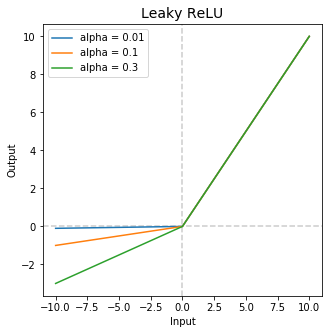 Leaky ReLU
alpha = 0.01
alpha = 0.1
alpha = 0.3
10
8
6
4
2
0
−2
Output
−10.0 −7.5 −5.0 −2.5 0.0 2.5 5.0 7.5 10.0
Input